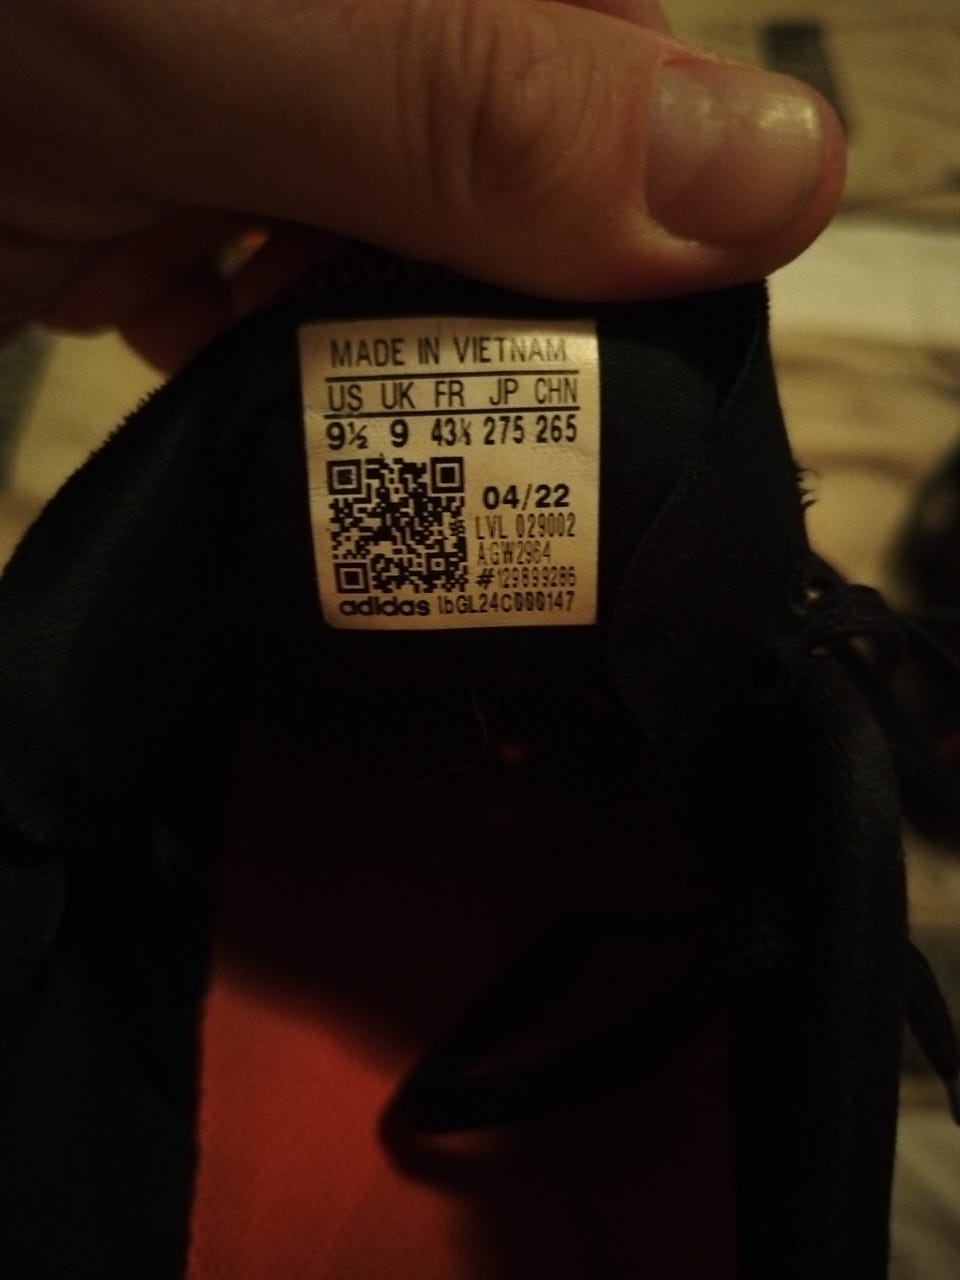 MADE IN VIETNAM
US UK FR JP CHN
9½ 9 43⅓ 275 265
04/22
LVL 029002
AGW2964
#129899286
adidas lbGL24C000147